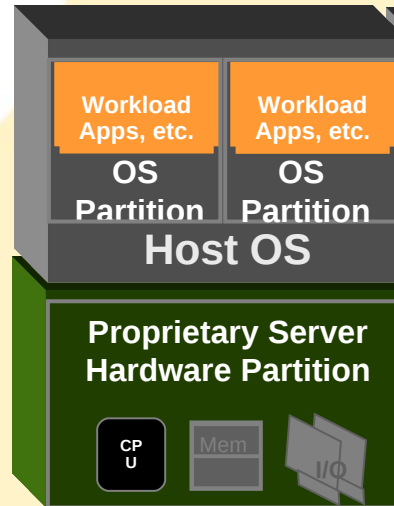 Workload
Apps, etc.
Workload
Apps, etc.
OS
Partition
OS
Partition
Host OS
Proprietary Server
Hardware Partition
CP
U
Mem
I/O